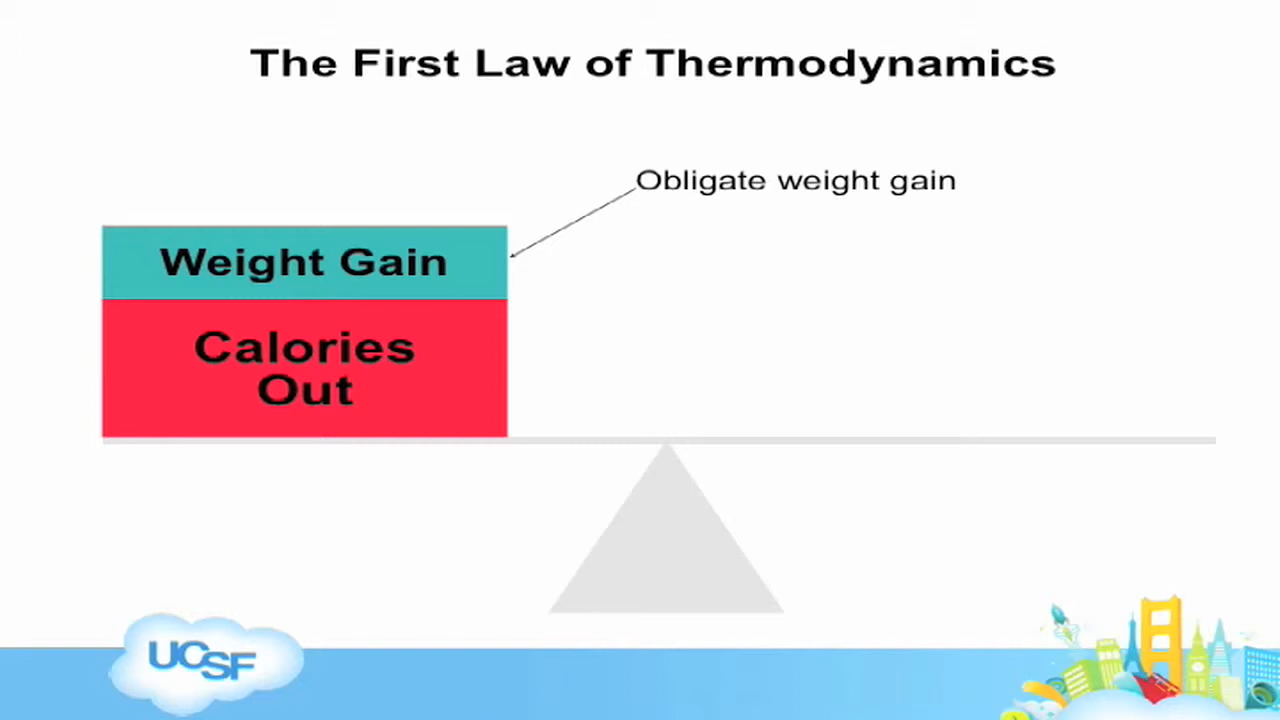 The First Law of Thermodynamics
Obligate weight gain
Weight Gain
Calories
Out
UCSF